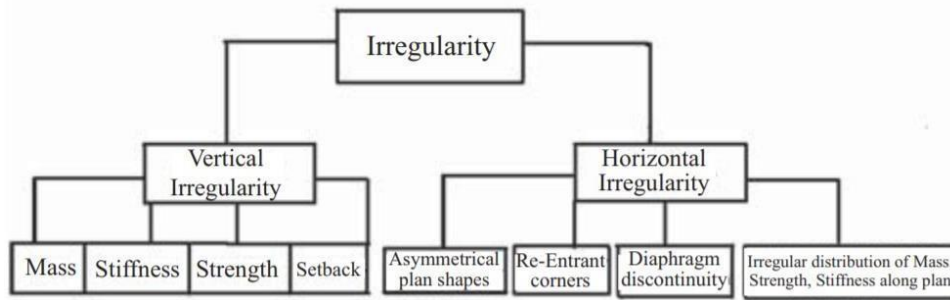 Irregularity
Vertical
Irregularity
Horizontal
Irregularity
Mass
Stiffness
Strength
Setback
Asymmetrical
plan shapes
Re-Entrant
corners
Diaphragm
discontinuity
Irregular distribution of Mass
Strength, Stiffness along plan